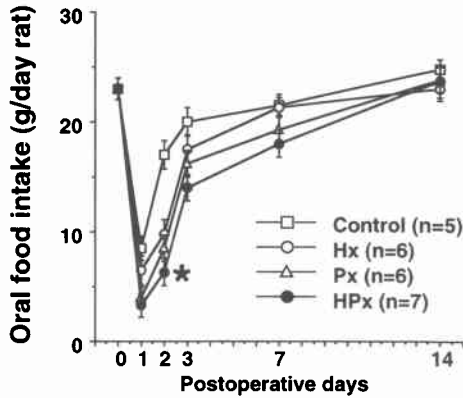 Oral food intake (g/day rat)
30
20
10
0
Control (n=5)
Hx (n=6)
Px (n=6)
HPx (n=7)
★
0 1 2 3 7 14
Postoperative days